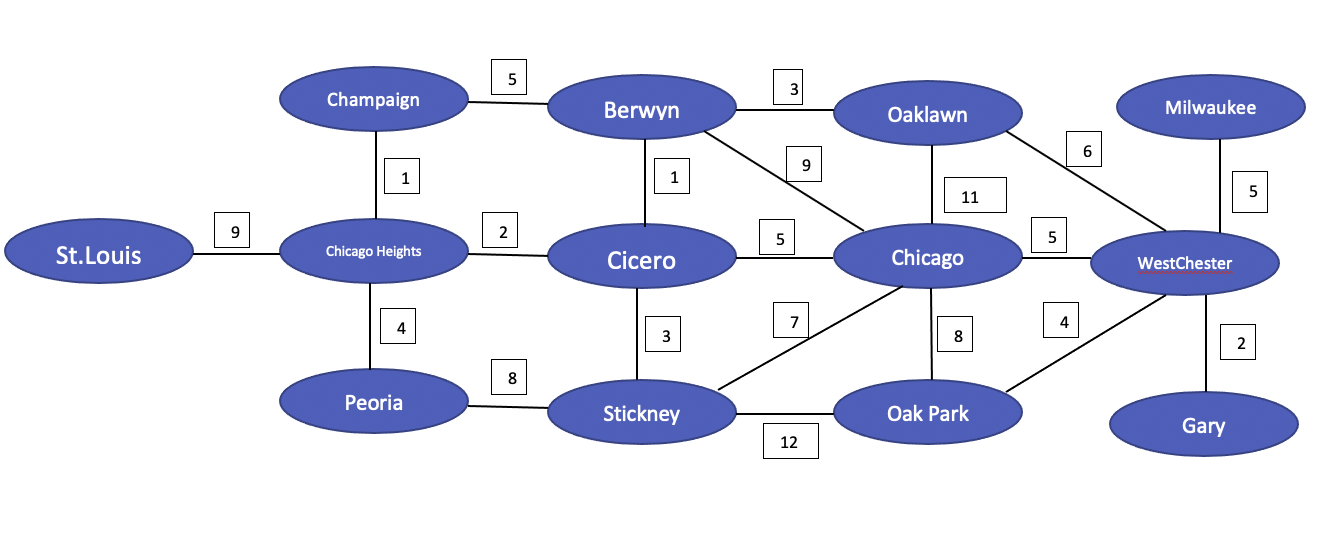 5
3
Champaign
Berwyn
Oaklawn
Milwaukee
6
9
1
1
5
11
9
2
5
5
St.Louis
Chicago Heights
Cicero
Chicago
WestChester
4
3
7
8
4
2
8
Peoria
Stickney
Oak Park
Gary
12